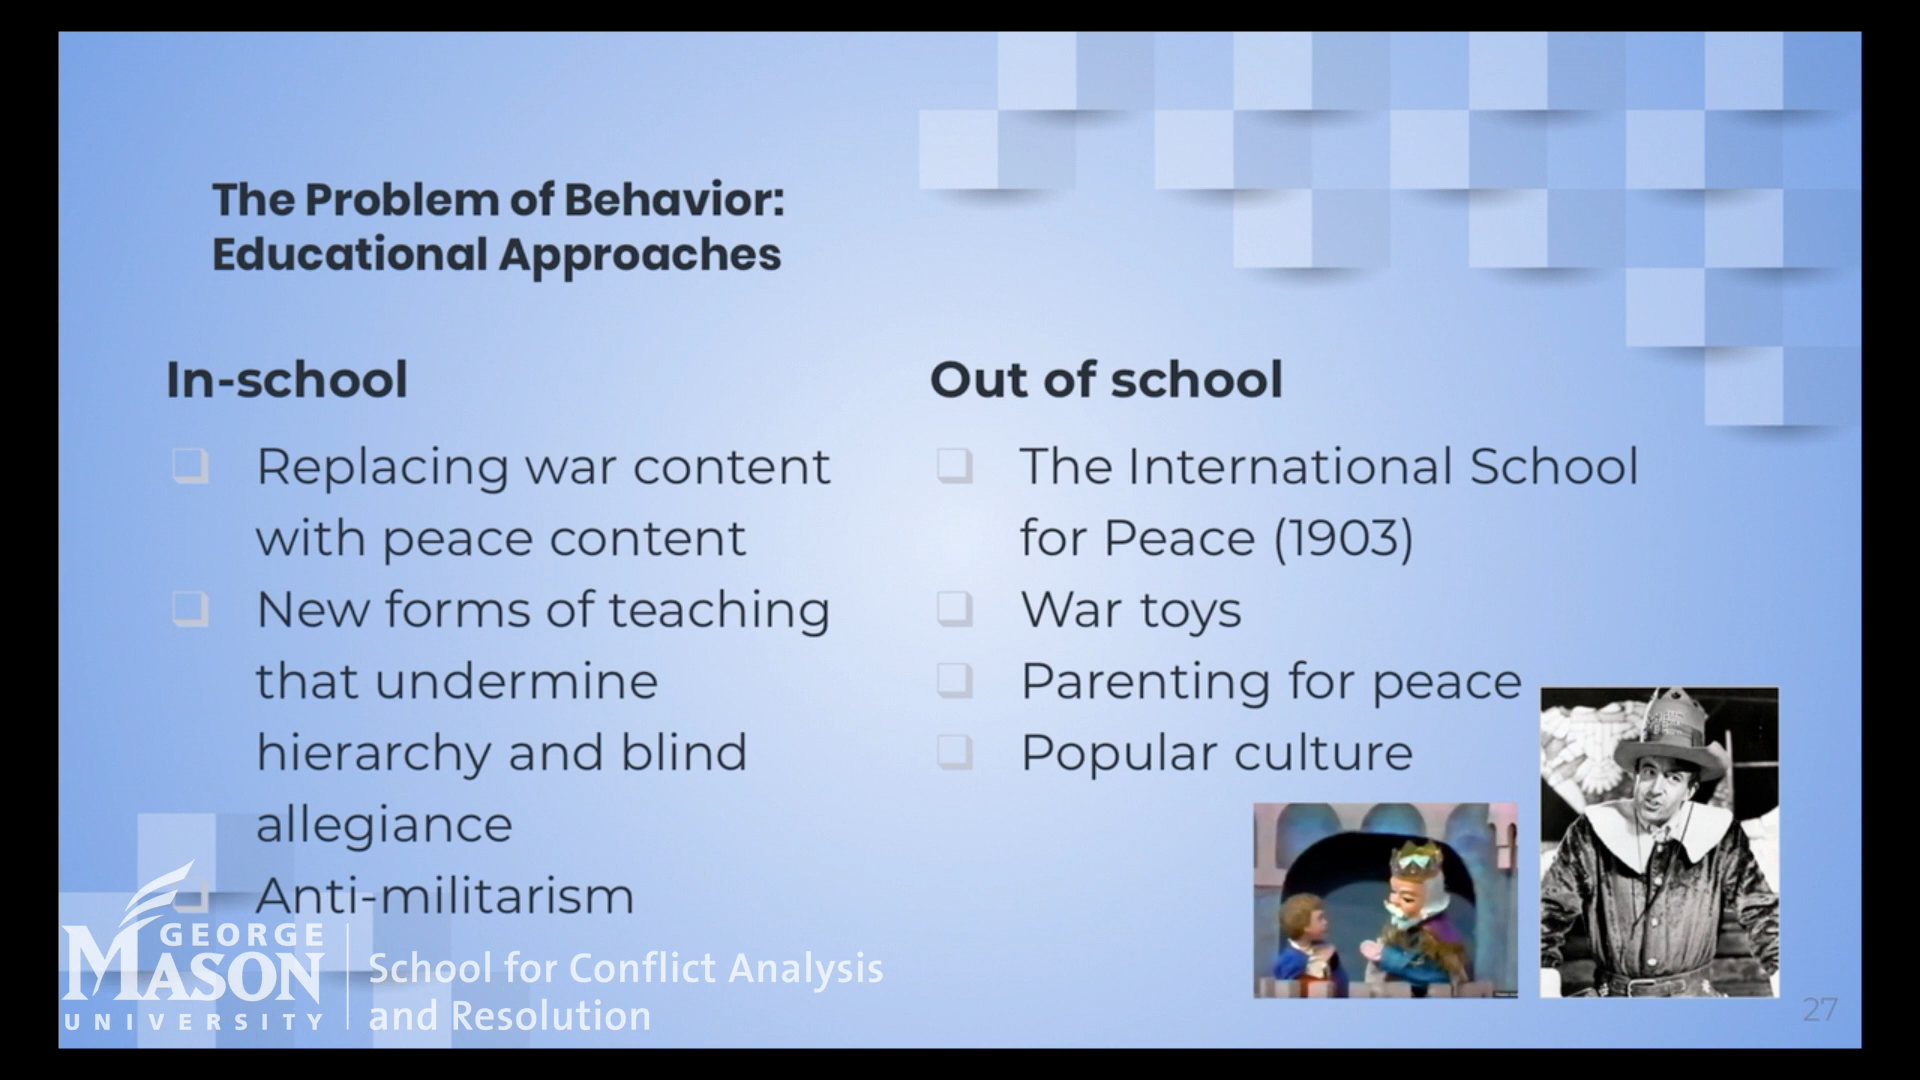 The Problem of Behavior:
Educational Approaches
In-school
Replacing war content
with peace content
New forms of teaching
that undermine
hierarchy and blind
allegiance
Anti-militarism
Out of school
The International School
for Peace (1903)
War toys
Parenting for peace
Popular culture
GEORGE
MASON
UNIVERSITY
School for Conflict Analysis
and Resolution
27